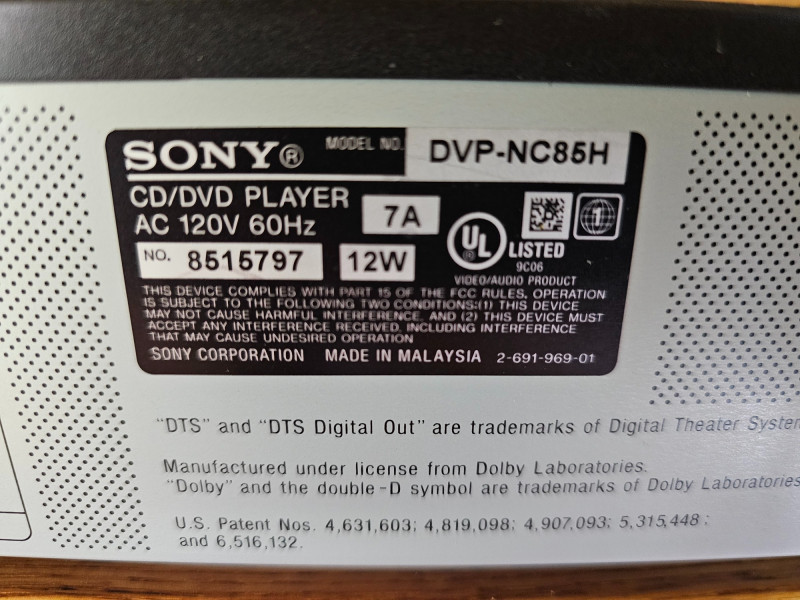 SONY® MODEL NO. DVP-NC85H
CD/DVD PLAYER
AC 120V 60Hz 7A
NO. 8515797 12W
UL LISTED
9C06
VIDEO/AUDIO PRODUCT
1
THIS DEVICE COMPLIES WITH PART 15 OF THE FCC RULES, OPERATION
IS SUBJECT TO THE FOLLOWING TWO CONDITIONS:(1) THIS DEVICE
MAY NOT CAUSE HARMFUL INTERFERENCE, AND (2) THIS DEVICE MUST
ACCEPT ANY INTERFERENCE RECEIVED, INCLUDING INTERFERENCE
THAT MAY CAUSE UNDESIRED OPERATION
SONY CORPORATION MADE IN MALAYSIA 2-691-969-01
"DTS" and "DTS Digital Out" are trademarks of Digital Theater System
Manufactured under license from Dolby Laboratories.
"Dolby" and the double-D symbol are trademarks of Dolby Laboratories
U.S. Patent Nos. 4,631,603; 4,819,098; 4,907,093; 5,315,448;
and 6,516,132.